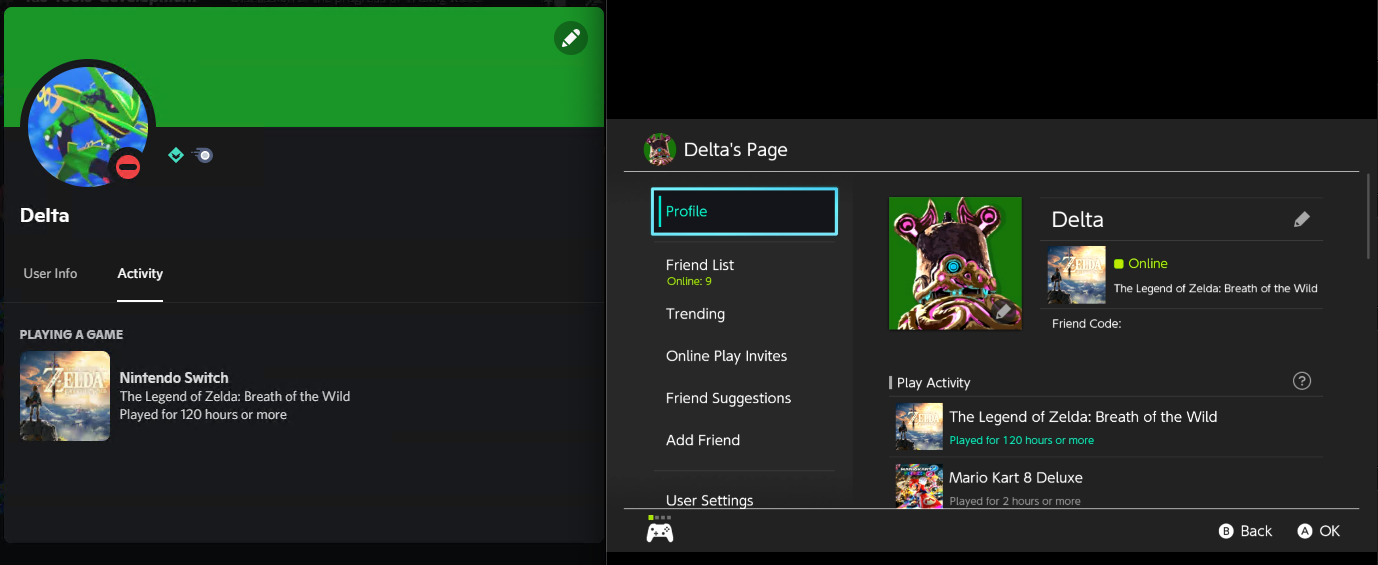 Delta
User Info
Activity
PLAYING A GAME
ZELDA
Nintendo Switch
The Legend of Zelda: Breath of the Wild
Played for 120 hours or more
Delta's Page
Profile
Friend List
Online: 9
Trending
Online Play Invites
Friend Suggestions
Add Friend
User Settings
Delta
ZELDA
Online
The Legend of Zelda: Breath of the Wild
Friend Code:
Play Activity
?
ZELDA
The Legend of Zelda: Breath of the Wild
Played for 120 hours or more
Mario Kart 8 Deluxe
Played for 2 hours or more
B Back
A OK